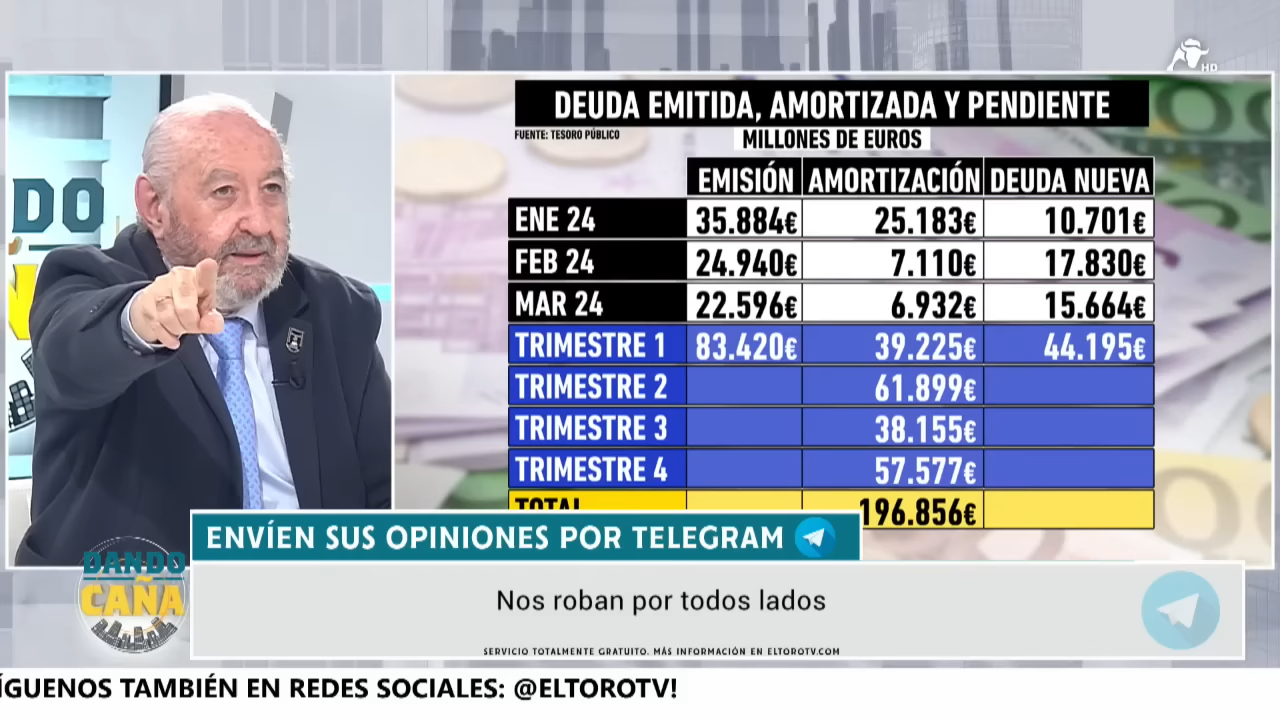 HD
DO
DEUDA EMITIDA, AMORTIZADA Y PENDIENTE
FUENTE: TESORO PÚBLICO
MILLONES DE EUROS
EMISIÓN AMORTIZACIÓN DEUDA NUEVA
ENE 24 35.884€ 25.183€ 10.701€
FEB 24 24.940€ 7.110€ 17.830€
MAR 24 22.596€ 6.932€ 15.664€
TRIMESTRE 1 83.420€ 39.225€ 44.195€
TRIMESTRE 2 61.899€
TRIMESTRE 3 38.155€
TRIMESTRE 4 57.577€
TOTAL 196.856€
ENVÍEN SUS OPINIONES POR TELEGRAM
DANDO
CAÑA
Nos roban por todos lados
SERVICIO TOTALMENTE GRATUITO. MÁS INFORMACIÓN EN ELTOROTV.COM
ÍGUENOS TAMBIÉN EN REDES SOCIALES: @ELTOROTV!